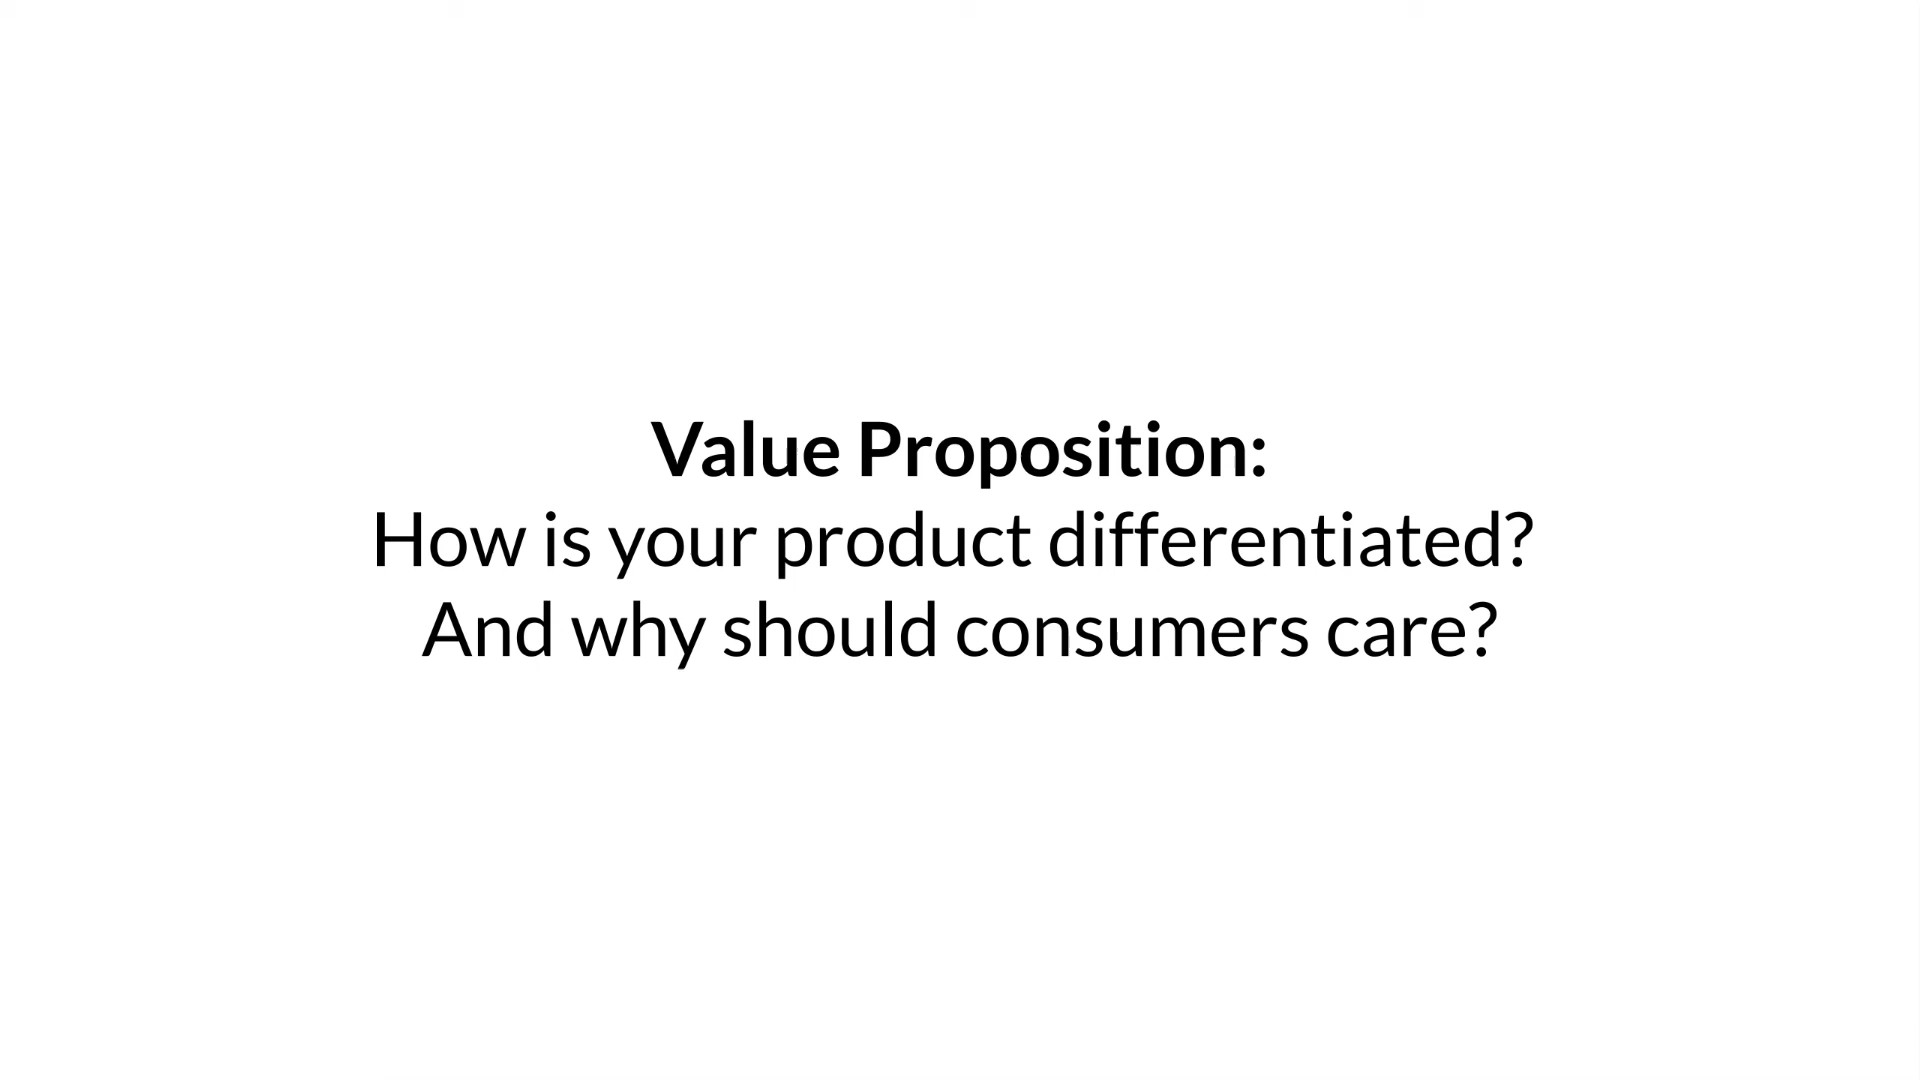 Value Proposition:
How is your product differentiated?
And why should consumers care?